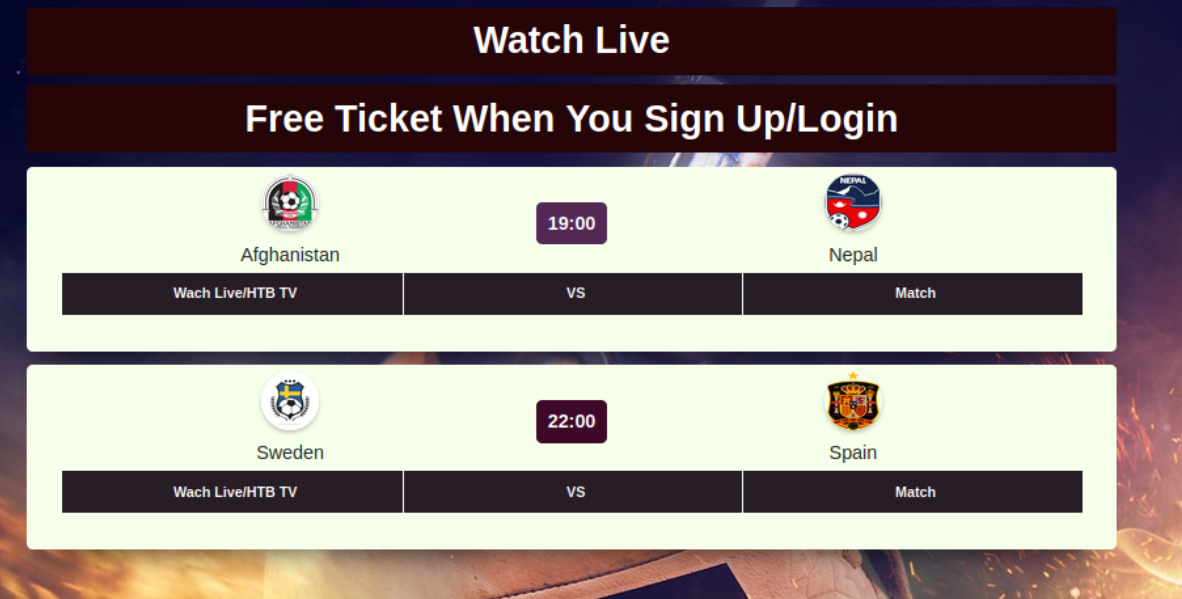 Watch Live
Free Ticket When You Sign Up/Login
NEPAL
19:00
Afghanistan
Nepal
Wach Live/HTB TV VS Match
22:00
Sweden
Spain
Wach Live/HTB TV VS Match